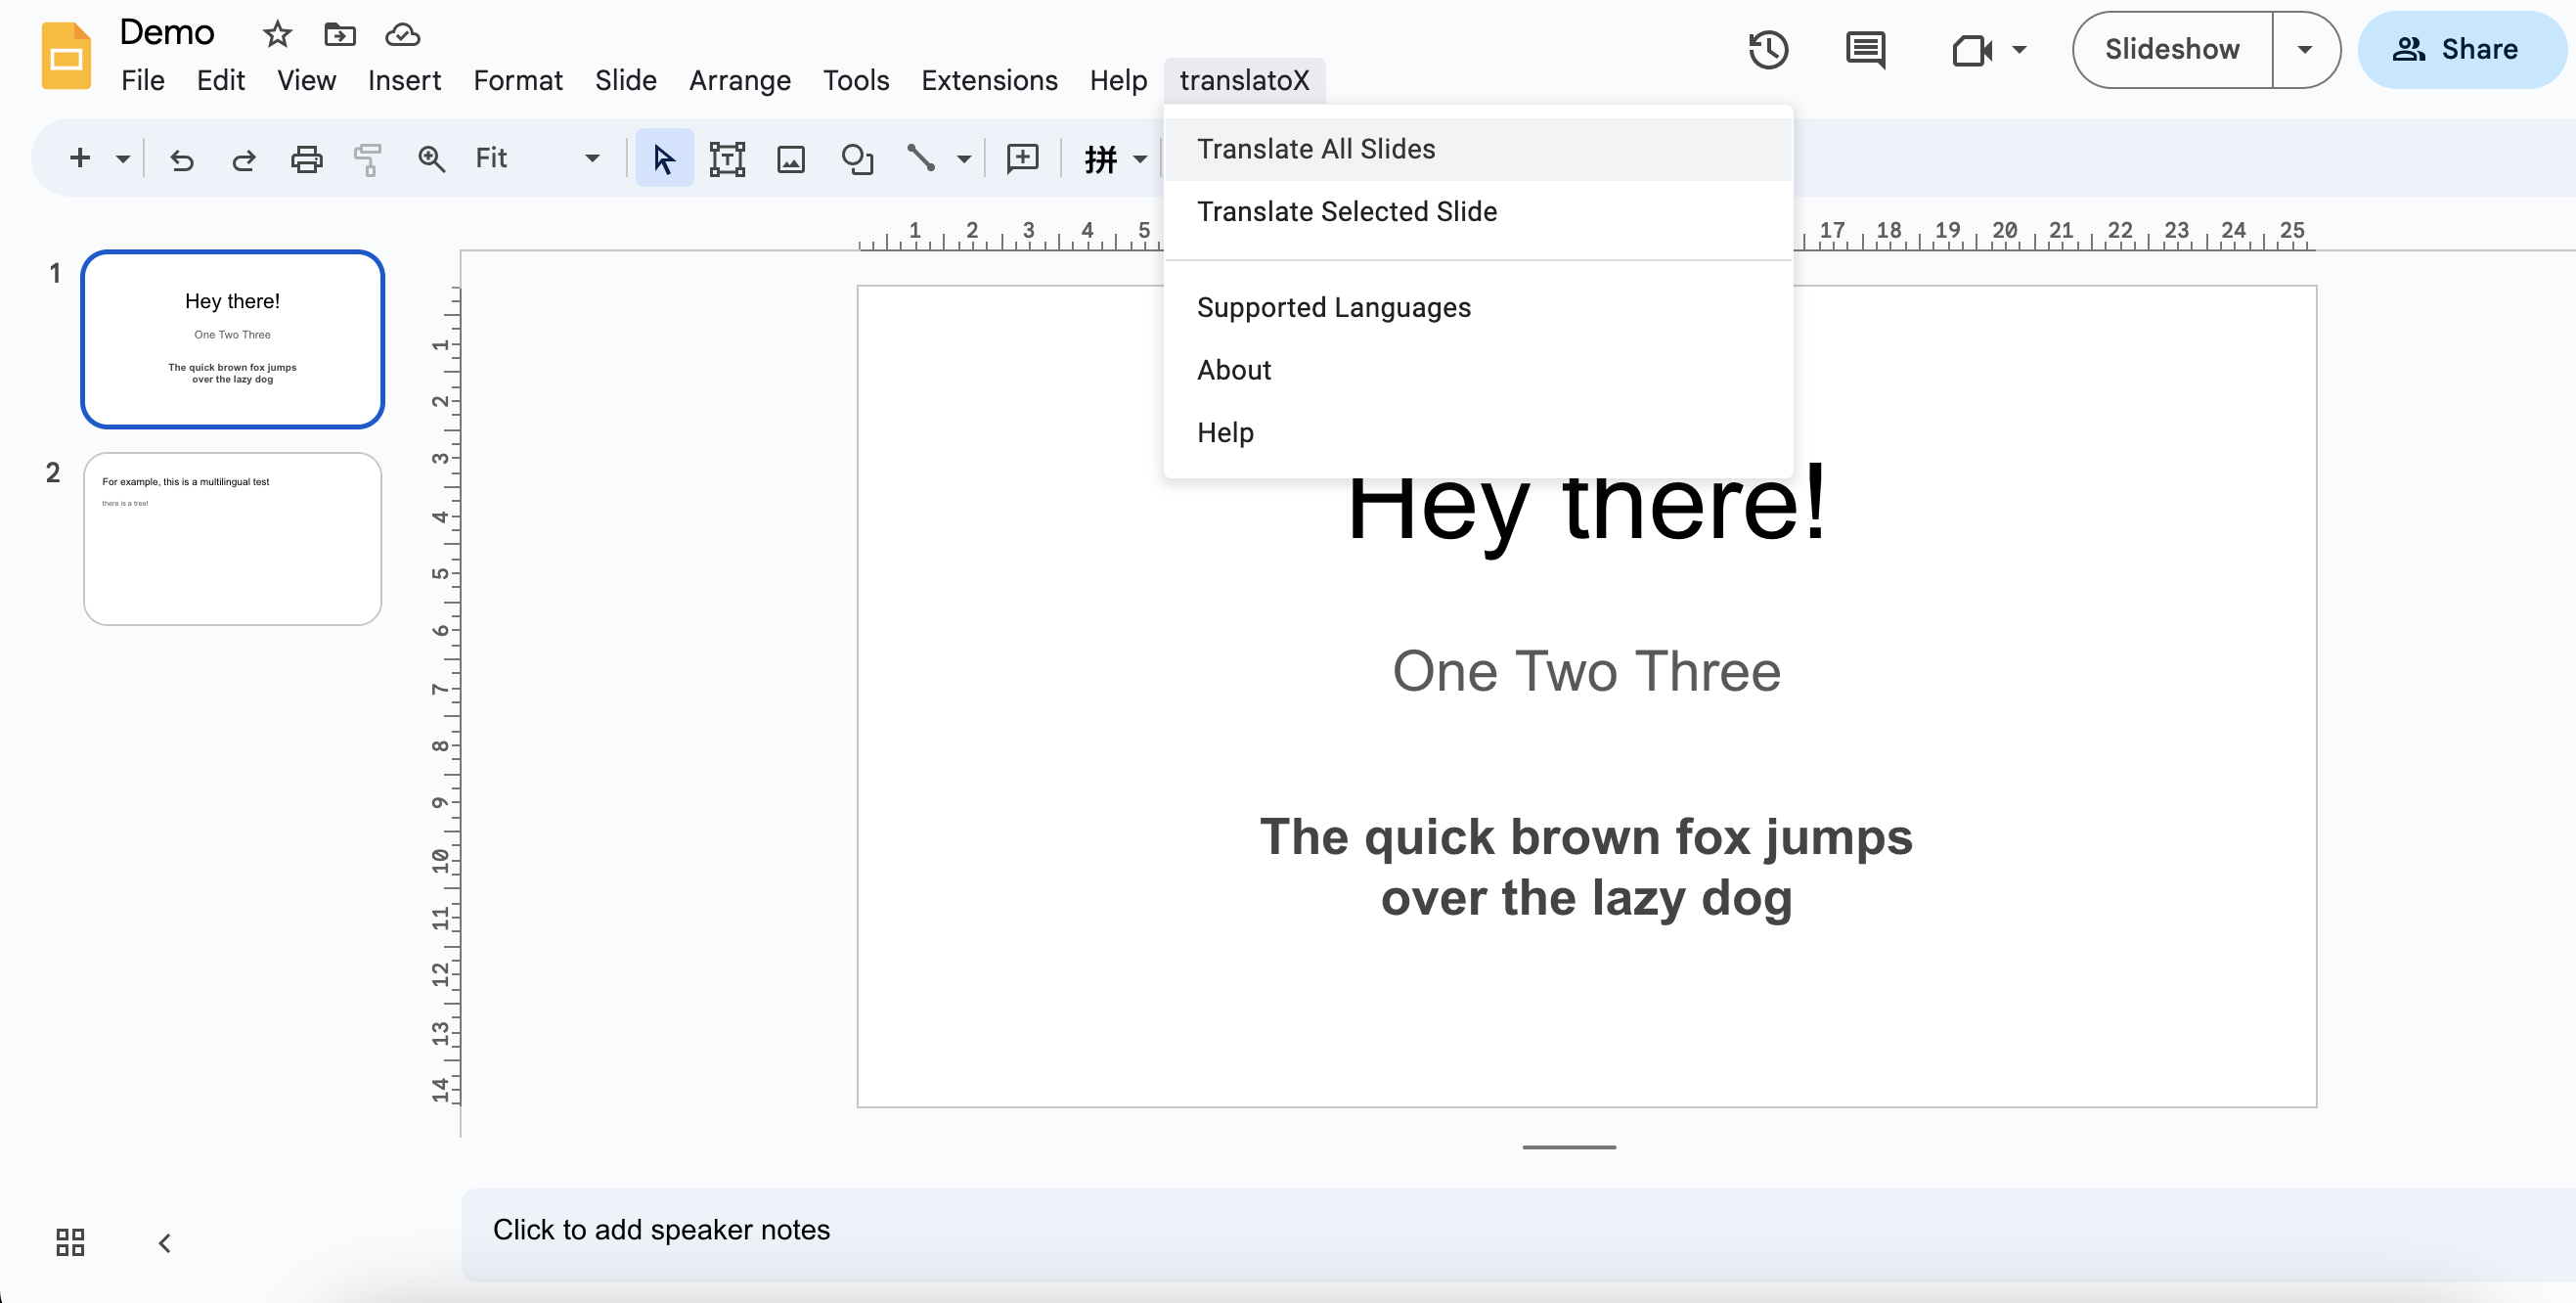 Demo
File Edit View Insert Format Slide Arrange Tools Extensions Help translatoX
Slideshow
Share
Fit
拼
Translate All Slides
Translate Selected Slide
Supported Languages
About
Help
1 2 3 4 5 17 18 19 20 21 22 23 24 25
1
Hey there!
One Two Three
The quick brown fox jumps
over the lazy dog
2
For example, this is a multilingual test
there is a tree!
1
2
3
4
5
6
7
8
9
10
11
12
13
14
Hey there!
One Two Three
The quick brown fox jumps
over the lazy dog
Click to add speaker notes